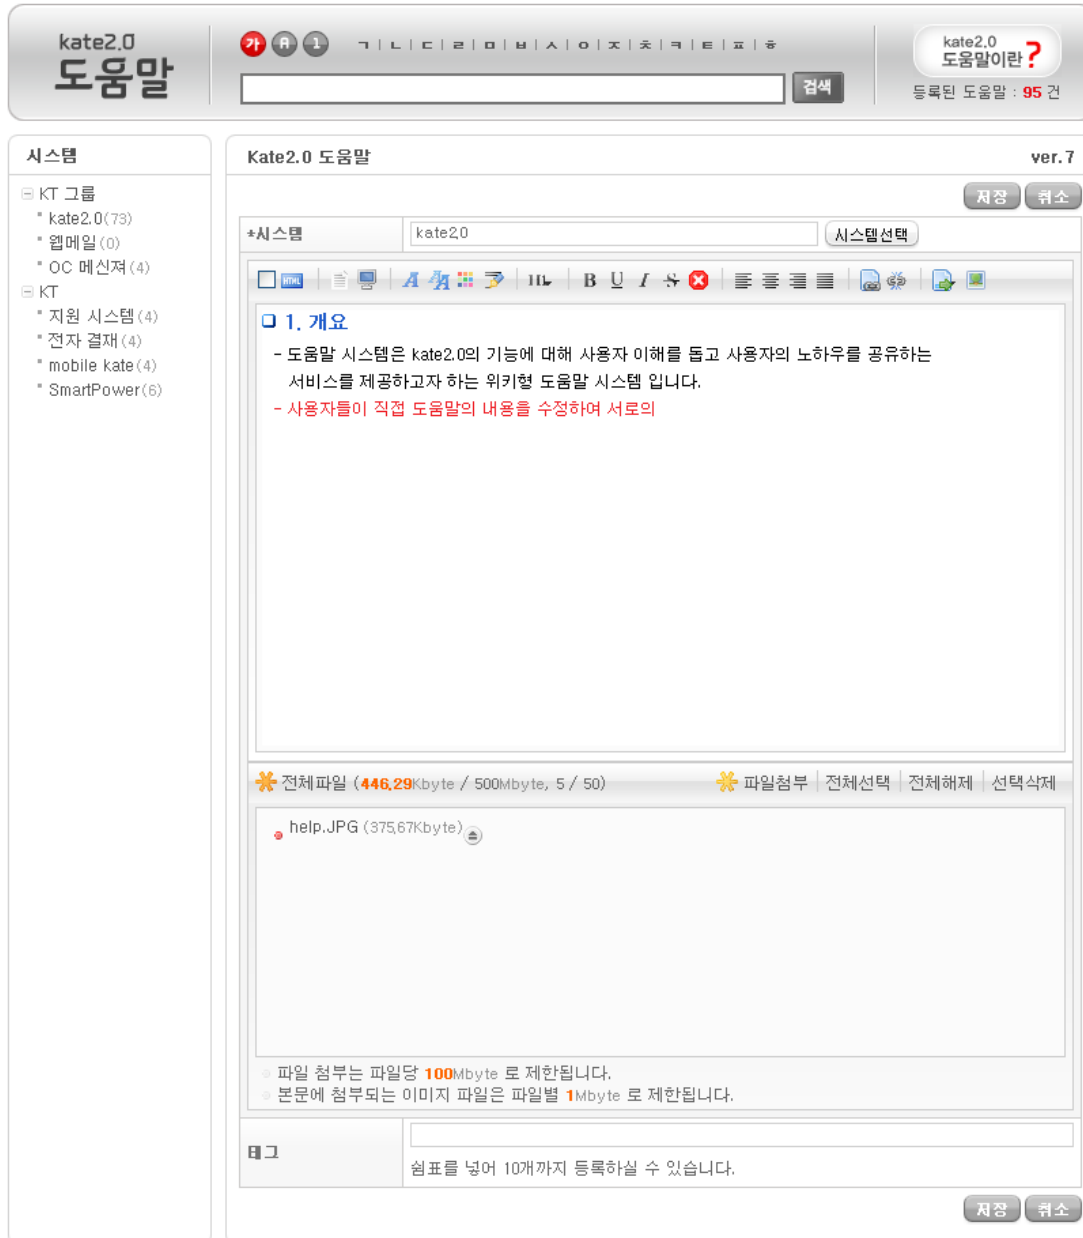 kate2.0
도움말
가 A 1 ㄱ|ㄴ|ㄷ|ㄹ|ㅁ|ㅂ|ㅅ|ㅇ|ㅈ|ㅊ|ㅋ|ㅌ|ㅍ|ㅎ
검색
kate2.0
도움말이란?
등록된 도움말 : 95 건
시스템
KT 그룹
kate2.0(73)
웹메일(0)
OC 메신져(4)
KT
지원 시스템(4)
전자 결재(4)
mobile kate(4)
SmartPower(6)
Kate2.0 도움말 ver.7
저장 취소
*시스템 kate2.0 시스템선택
HTML B U I S
1. 개요
- 도움말 시스템은 kate2.0의 기능에 대해 사용자 이해를 돕고 사용자의 노하우를 공유하는
서비스를 제공하고자 하는 위키형 도움말 시스템 입니다.
- 사용자들이 직접 도움말의 내용을 수정하여 서로의
전체파일 (446.29Kbyte / 500Mbyte, 5 / 50) 파일첨부 전체선택 전체해제 선택삭제
help.JPG (375.67Kbyte)
파일 첨부는 파일당 100Mbyte 로 제한됩니다.
본문에 첨부되는 이미지 파일은 파일별 1Mbyte 로 제한됩니다.
태그
쉼표를 넣어 10개까지 등록하실 수 있습니다.
저장 취소